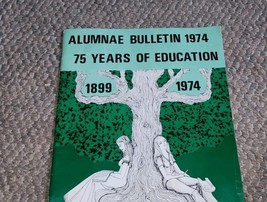 ALUMNAE BULLETIN 1974
75 YEARS OF EDUCATION
1899 1974